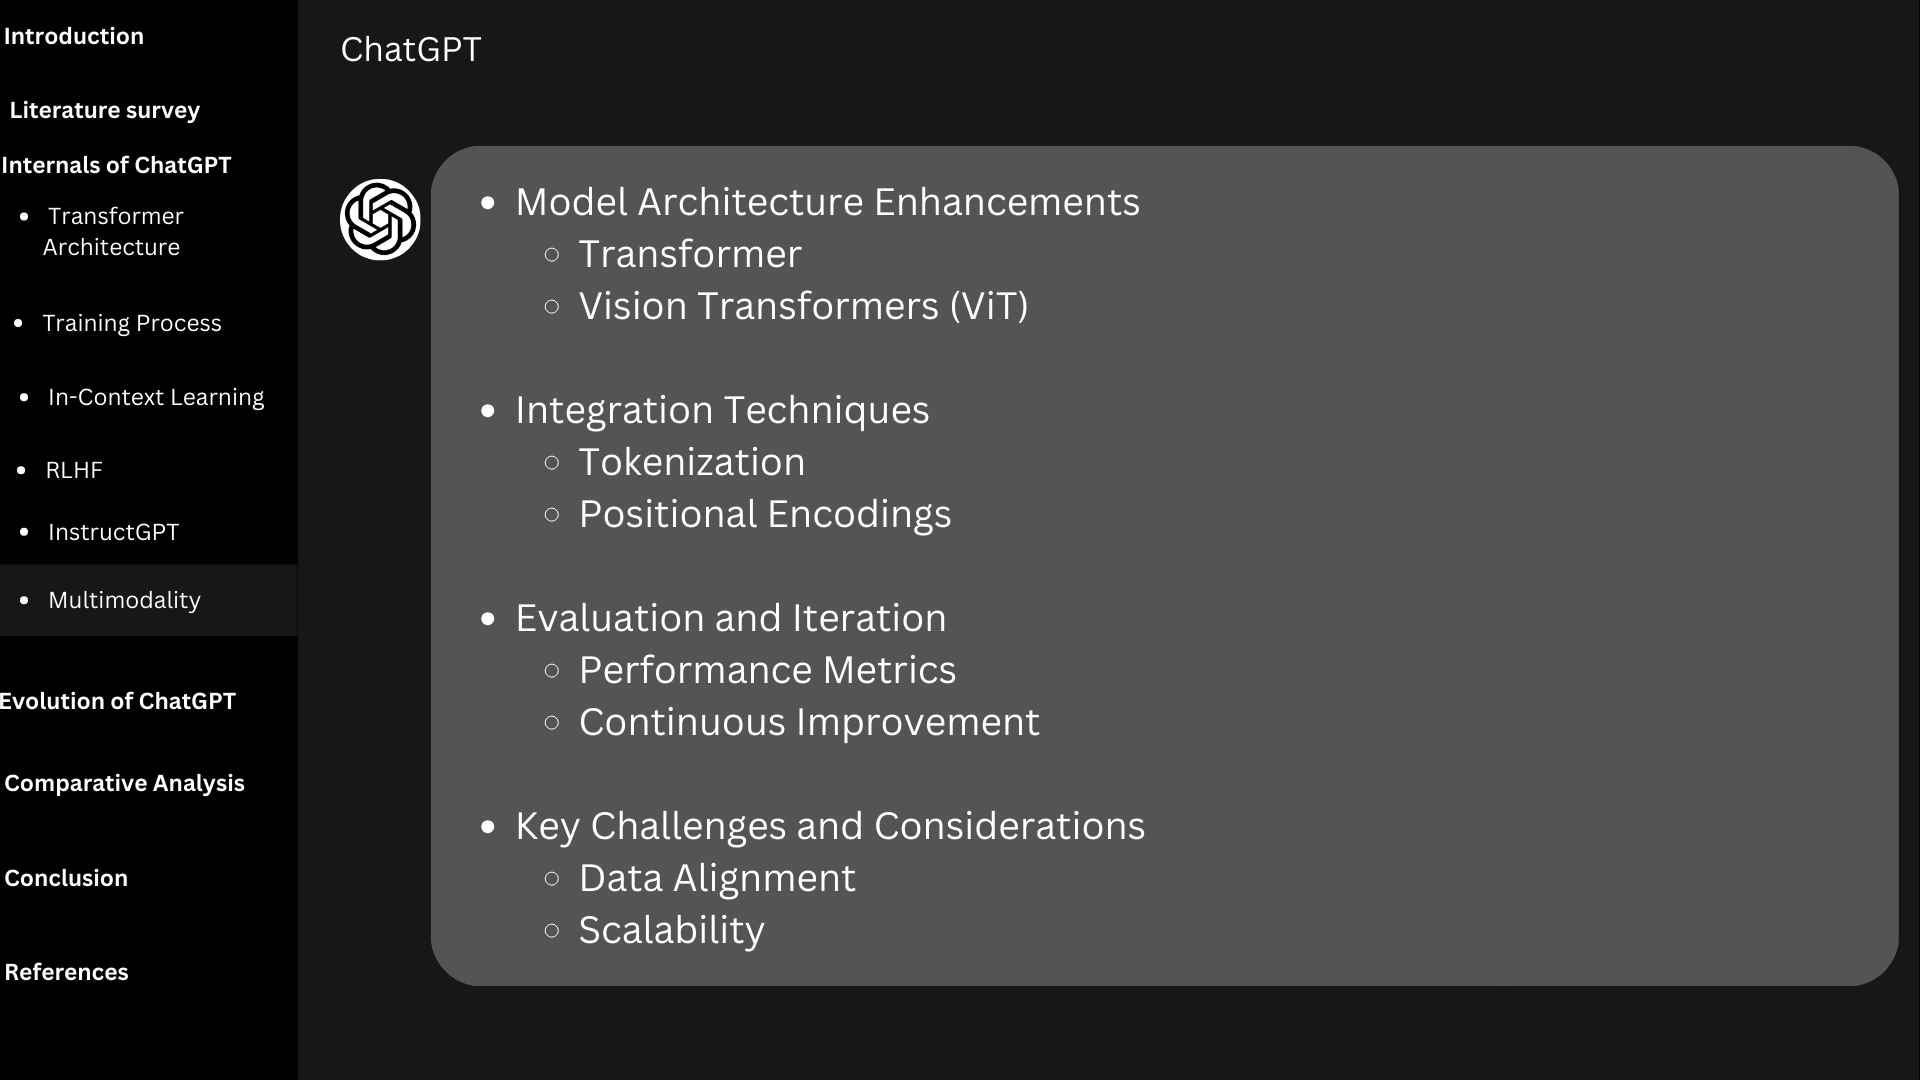 Introduction
Literature survey
Internals of ChatGPT
• Transformer
Architecture
• Training Process
• In-Context Learning
• RLHF
• InstructGPT
• Multimodality
Evolution of ChatGPT
Comparative Analysis
Conclusion
References
ChatGPT
• Model Architecture Enhancements
◦ Transformer
◦ Vision Transformers (ViT)
• Integration Techniques
◦ Tokenization
◦ Positional Encodings
• Evaluation and Iteration
◦ Performance Metrics
◦ Continuous Improvement
• Key Challenges and Considerations
◦ Data Alignment
◦ Scalability